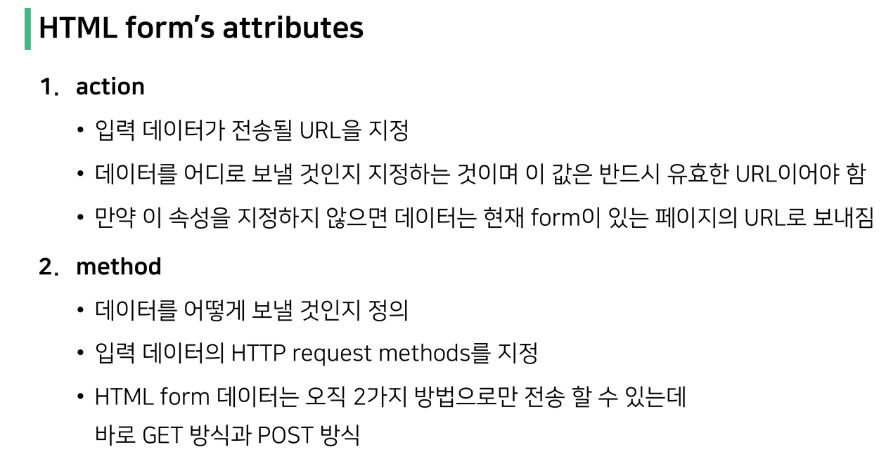 HTML form’s attributes
1. action
• 입력 데이터가 전송될 URL을 지정
• 데이터를 어디로 보낼 것인지 지정하는 것이며 이 값은 반드시 유효한 URL이어야 함
• 만약 이 속성을 지정하지 않으면 데이터는 현재 form이 있는 페이지의 URL로 보내짐
2. method
• 데이터를 어떻게 보낼 것인지 정의
• 입력 데이터의 HTTP request methods를 지정
• HTML form 데이터는 오직 2가지 방법으로만 전송 할 수 있는데
바로 GET 방식과 POST 방식